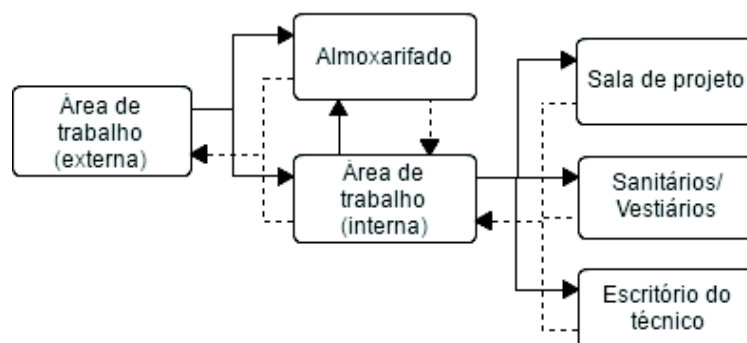 Área de
trabalho
(externa)
Almoxarifado
Área de
trabalho
(interna)
Sala de projeto
Sanitários/
Vestiários
Escritório do
técnico